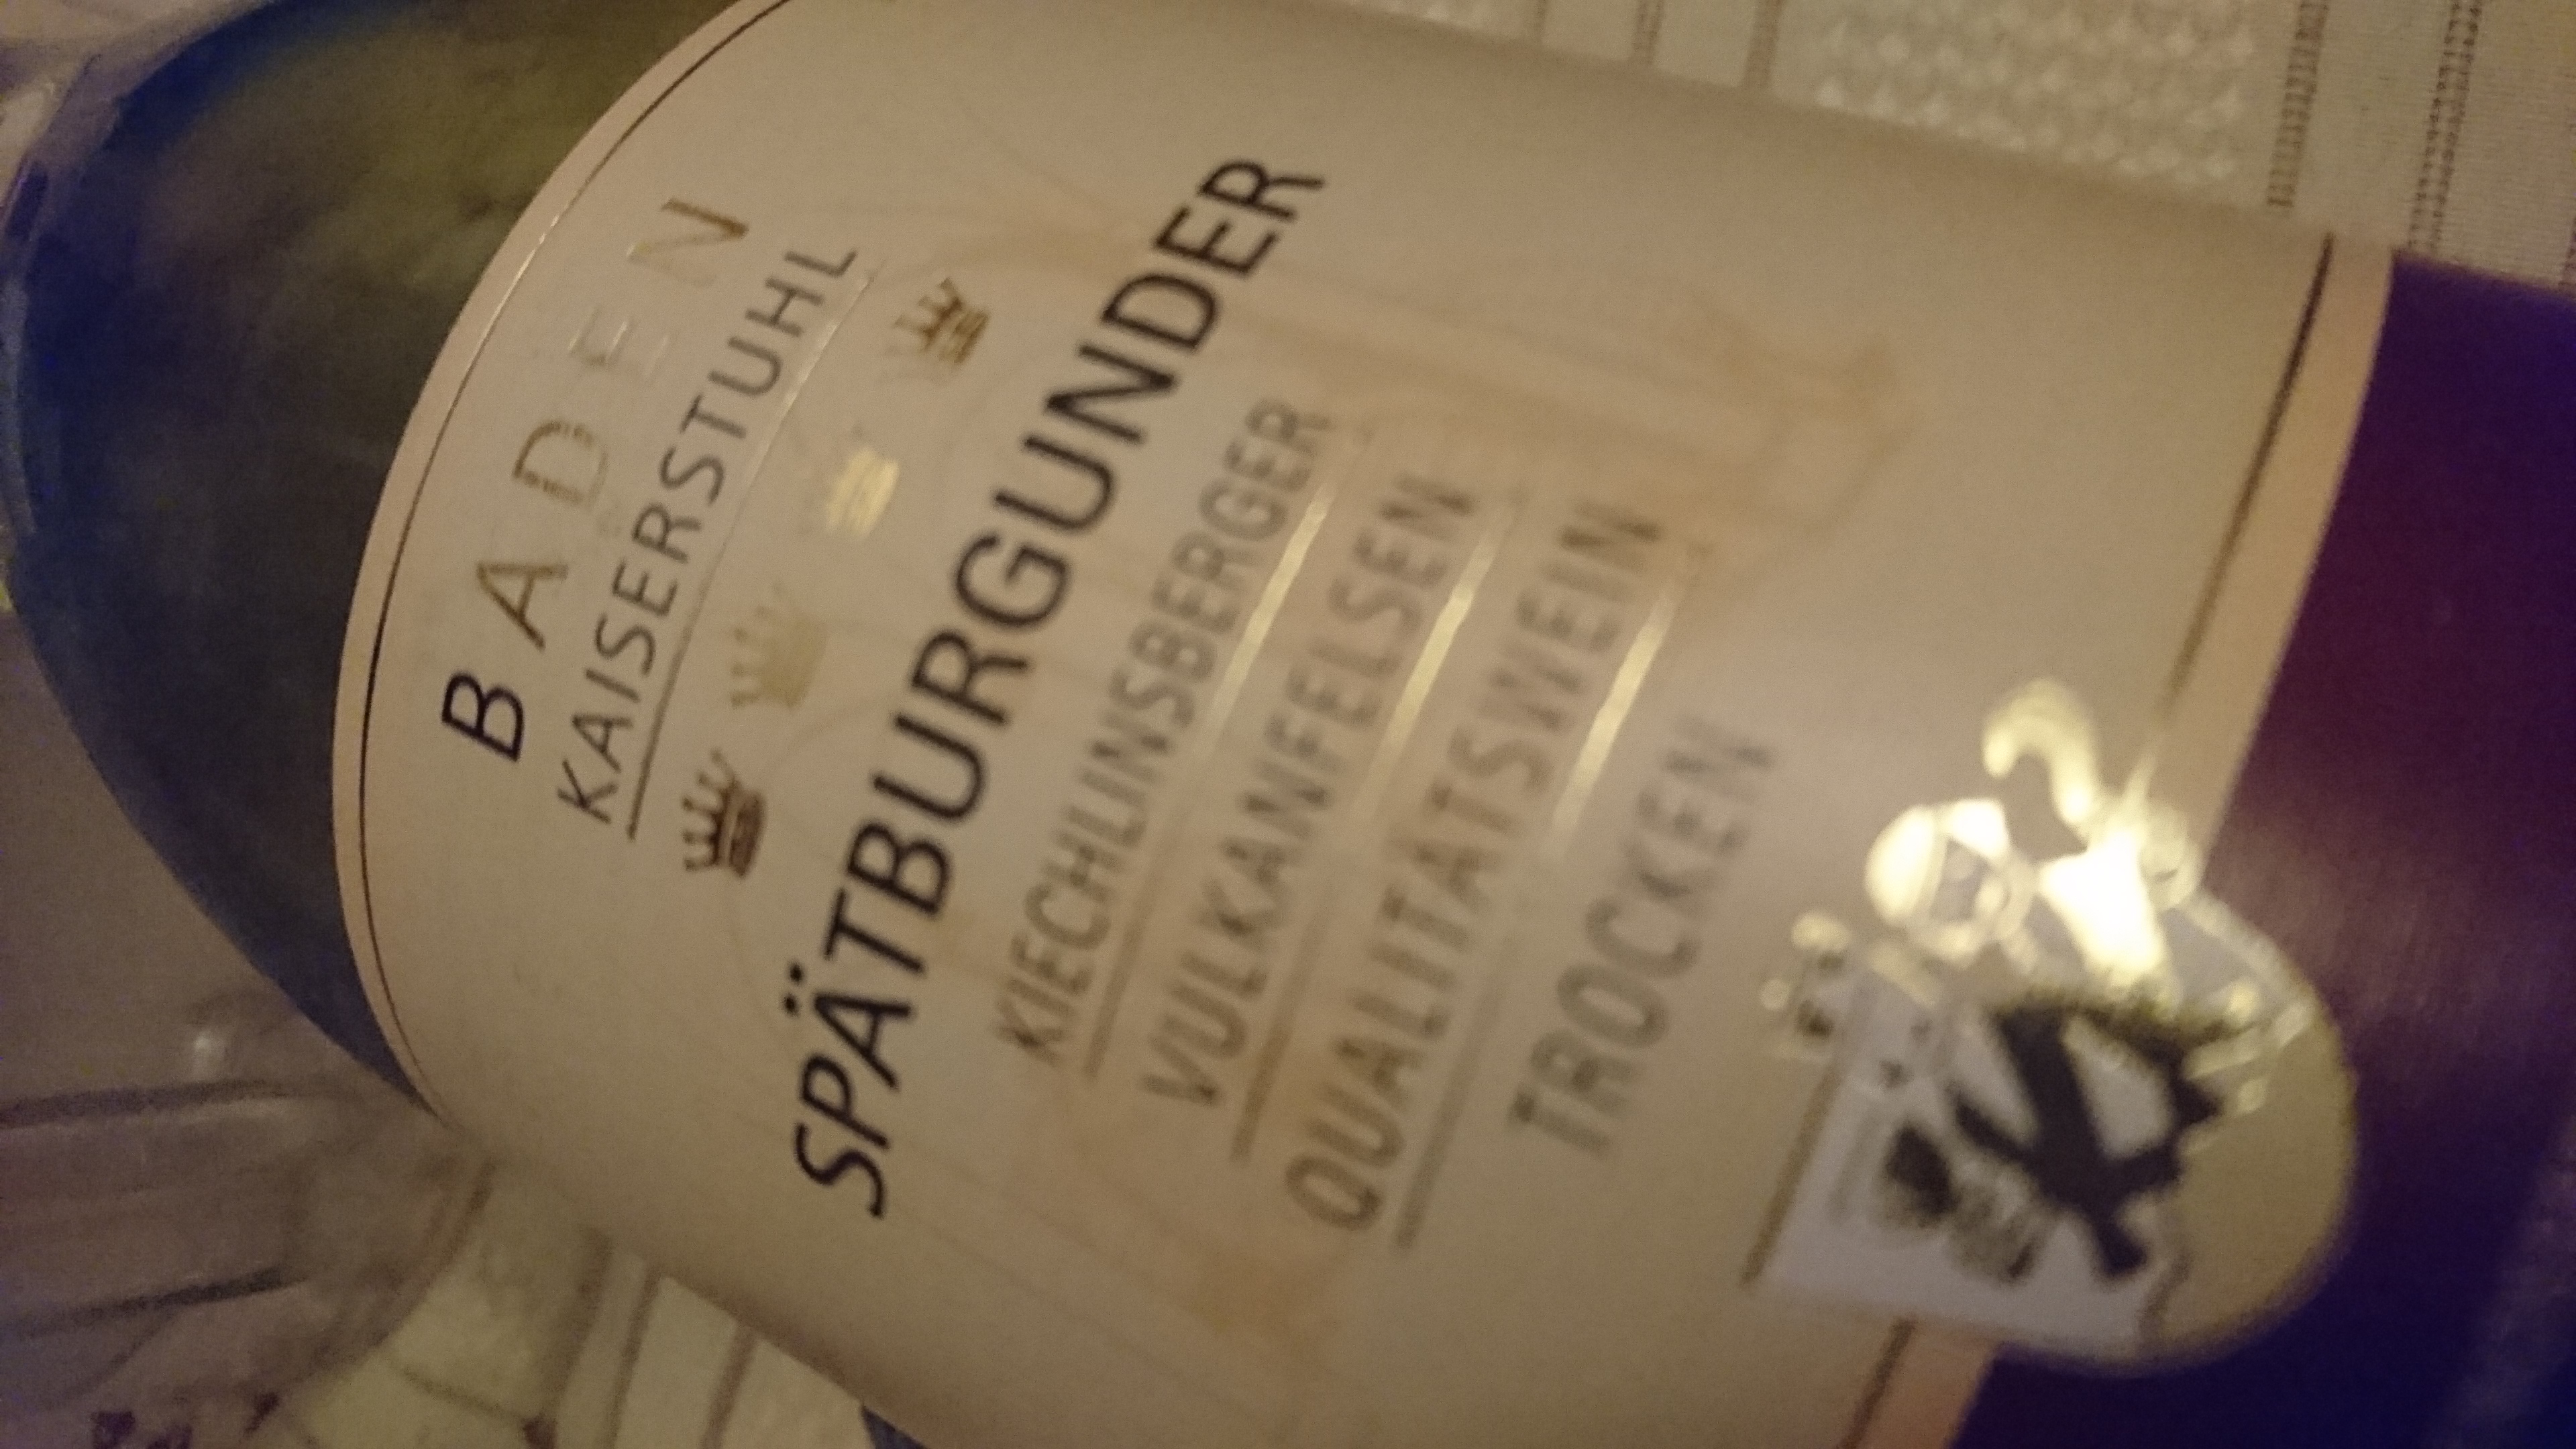 BADEN
KAISERSTUHL
SPÄTBURGUNDER
KIECHLINSBERGER
VULKANFELSEN
QUALITÄTSWEIN
TROCKEN